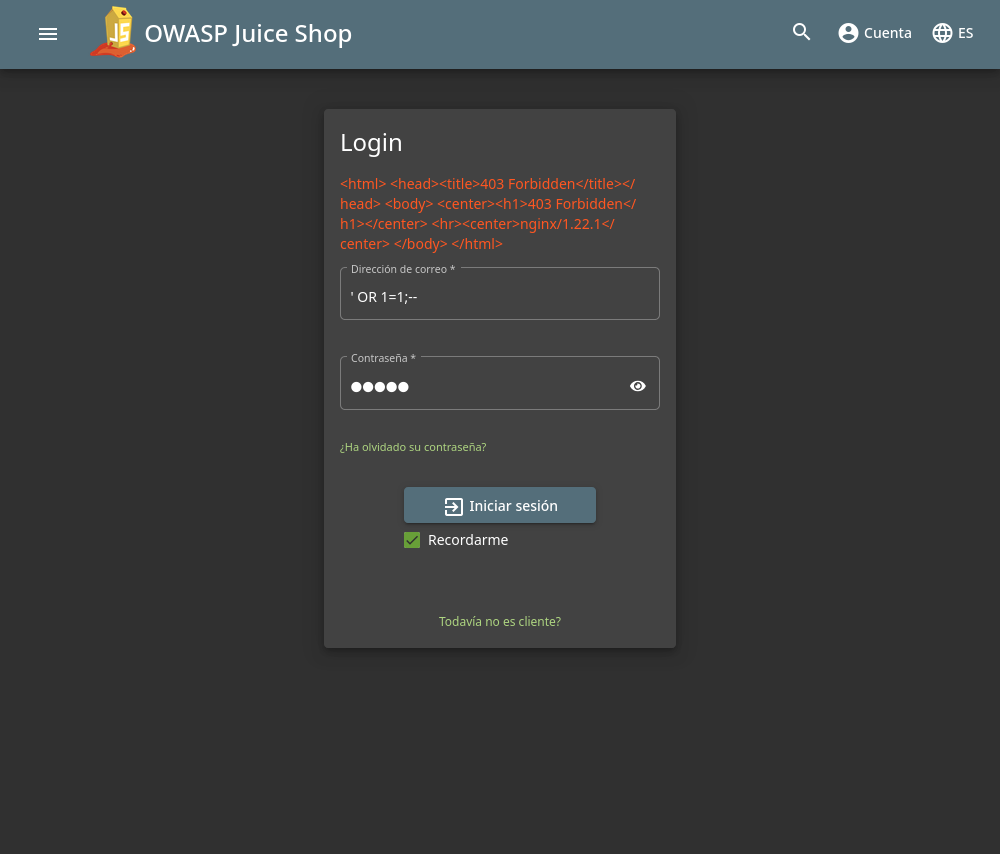 OWASP Juice Shop
Cuenta
ES
Login
<html> <head><title>403 Forbidden</title></
head> <body> <center><h1>403 Forbidden</
h1></center> <hr><center>nginx/1.22.1</
center> </body> </html>
Dirección de correo *
' OR 1=1;--
Contraseña *
●●●●●
¿Ha olvidado su contraseña?
Iniciar sesión
Recordarme
Todavía no es cliente?